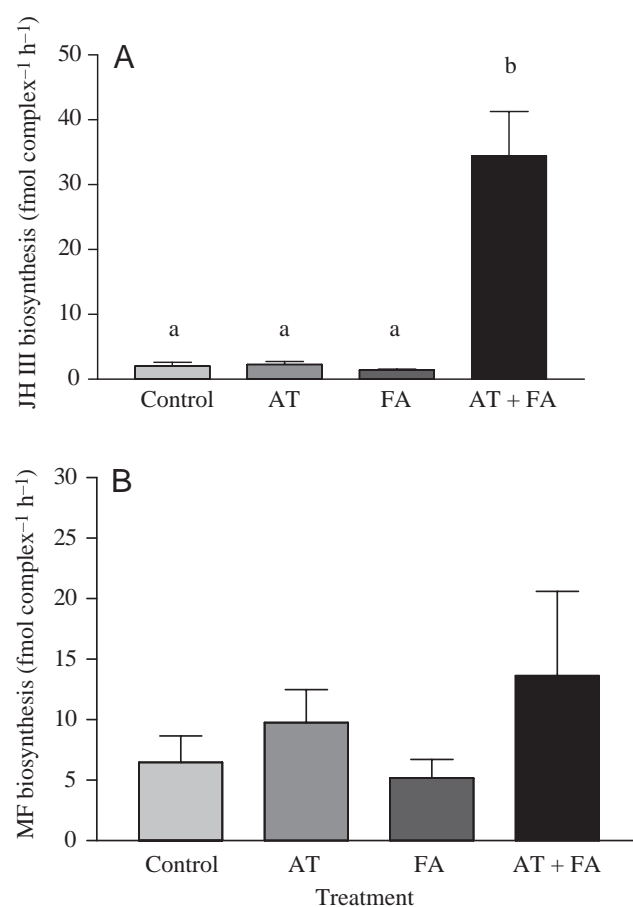 A
JH III biosynthesis (fmol complex⁻¹ h⁻¹)
50
40
30
20
10
0
a
a
a
b
Control AT FA AT + FA
B
MF biosynthesis (fmol complex⁻¹ h⁻¹)
30
25
20
15
10
5
0
Control AT FA AT + FA
Treatment